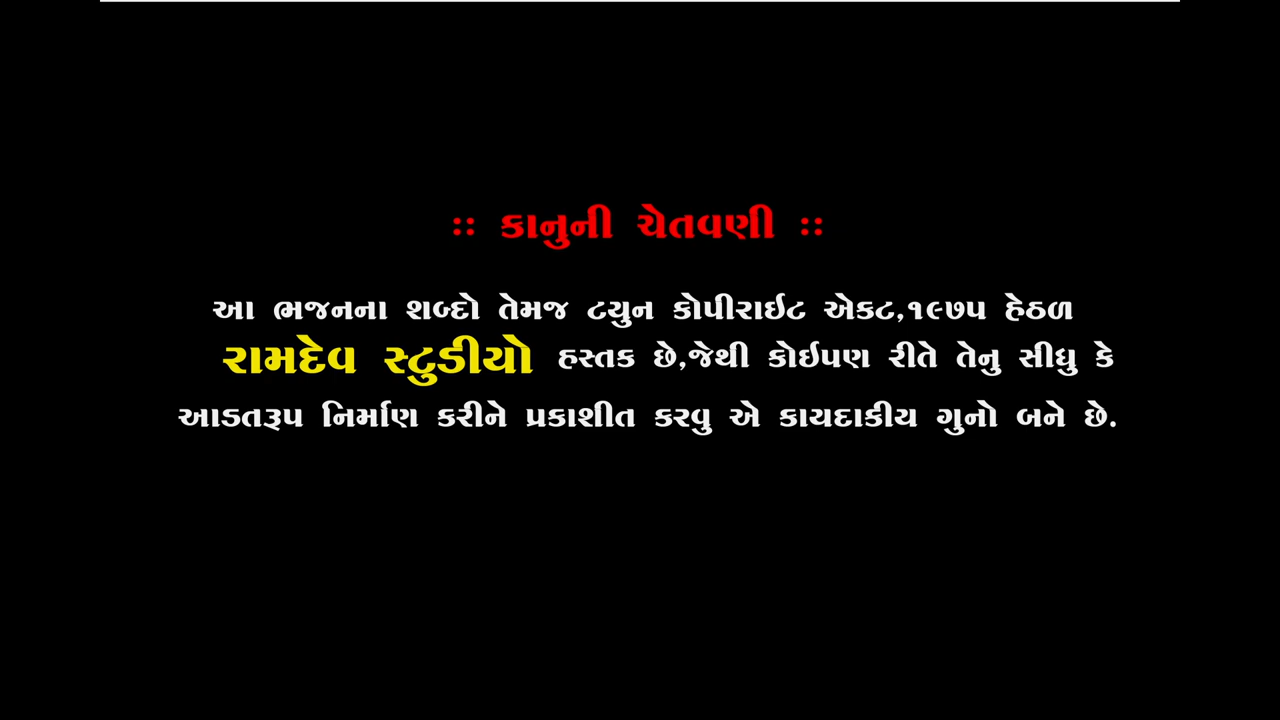 :: કાનુની ચેતવણી ::
આ ભજનના શબ્દો તેમજ ટયુન કોપીરાઈટ એકટ,૧૯૭૫ હેઠળ
રામદેવ સ્ટુડીયો હસ્તક છે,જેથી કોઈપણ રીતે તેનુ સીધુ કે
આડતરૂપ નિર્માણ કરીને પ્રકાશીત કરવુ એ કાયદાકીય ગુનો બને છે.